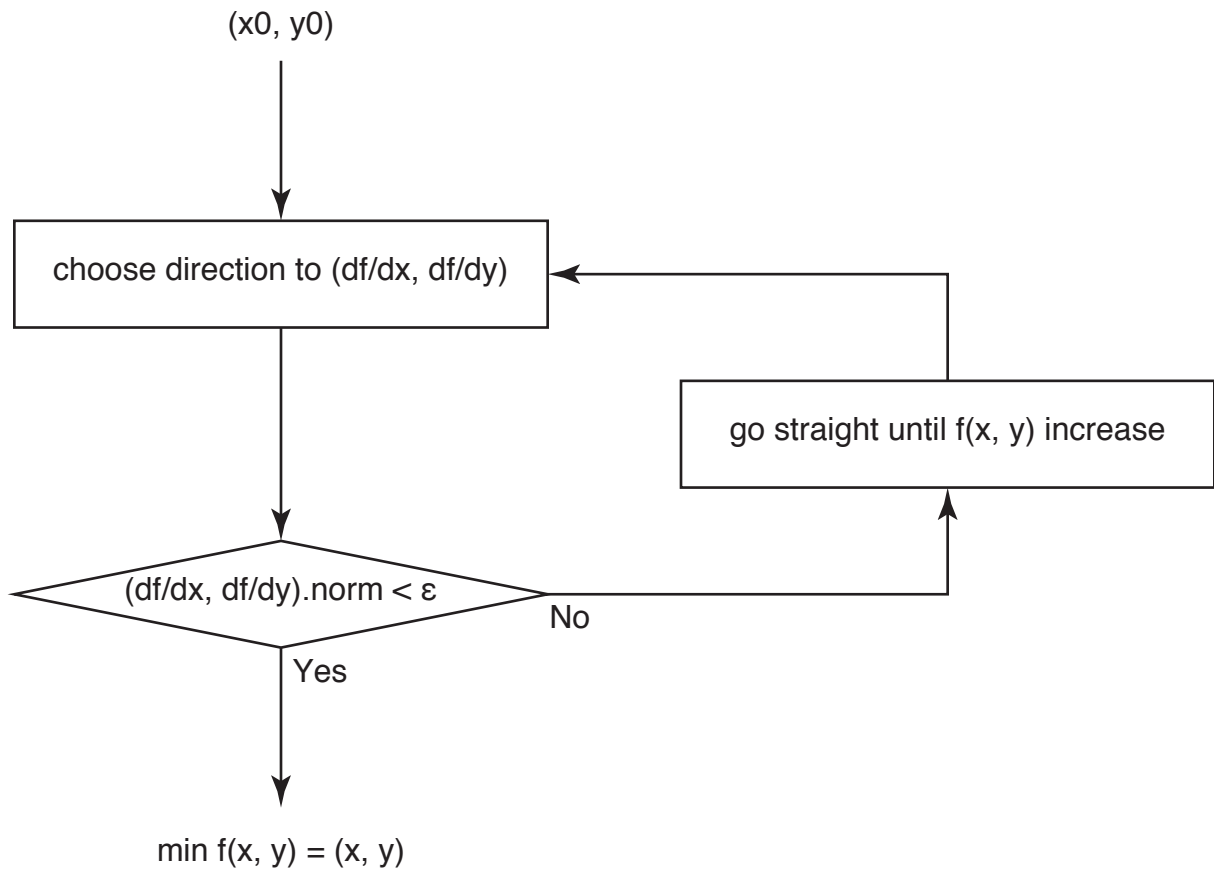 (x0, y0)
choose direction to (df/dx, df/dy)
go straight until f(x, y) increase
(df/dx, df/dy).norm < ε
No
Yes
min f(x, y) = (x, y)